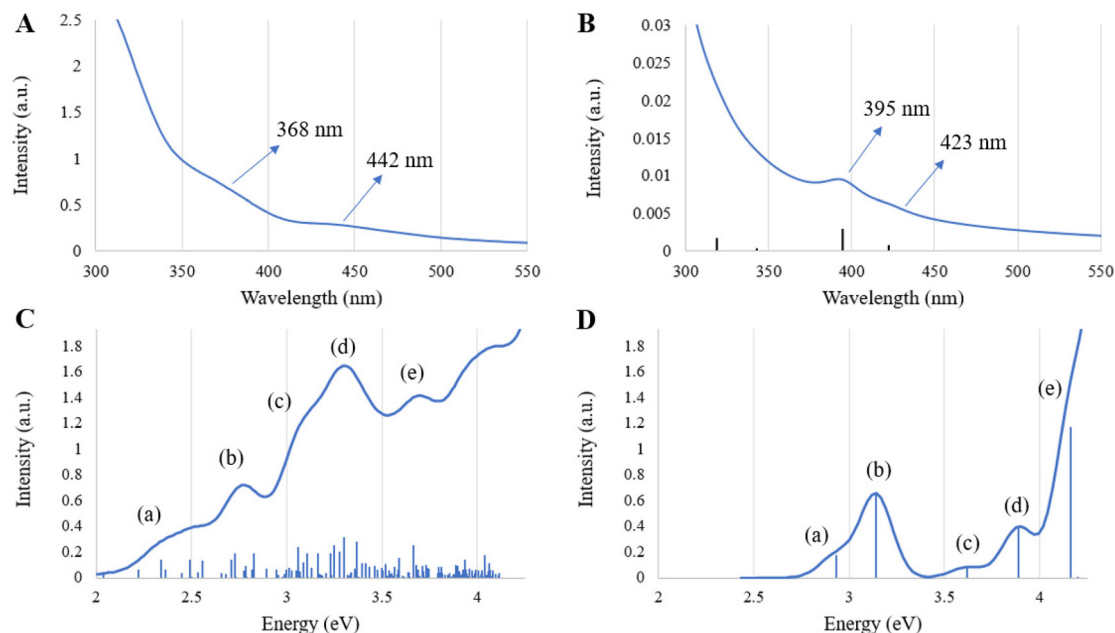 A
2.5
2
1.5
1
0.5
0
300 350 400 450 500 550
Intensity (a.u.)
Wavelength (nm)
368 nm
442 nm
B
0.03
0.025
0.02
0.015
0.01
0.005
0
300 350 400 450 500 550
Intensity (a.u.)
Wavelength (nm)
395 nm
423 nm
C
1.8
1.6
1.4
1.2
1
0.8
0.6
0.4
0.2
0
2 2.5 3 3.5 4
Intensity (a.u.)
Energy (eV)
(a)
(b)
(c)
(d)
(e)
D
1.8
1.6
1.4
1.2
1
0.8
0.6
0.4
0.2
0
2 2.5 3 3.5 4
Intensity (a.u.)
Energy (eV)
(a)
(b)
(c)
(d)
(e)